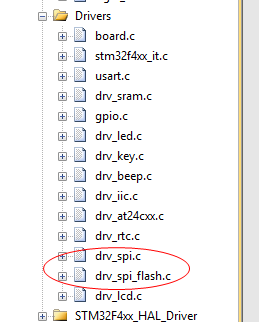 Drivers
board.c
stm32f4xx_it.c
usart.c
drv_sram.c
gpio.c
drv_led.c
drv_key.c
drv_beep.c
drv_iic.c
drv_at24cxx.c
drv_rtc.c
drv_spi.c
drv_spi_flash.c
drv_lcd.c
STM32F4xx_HAL_Driver